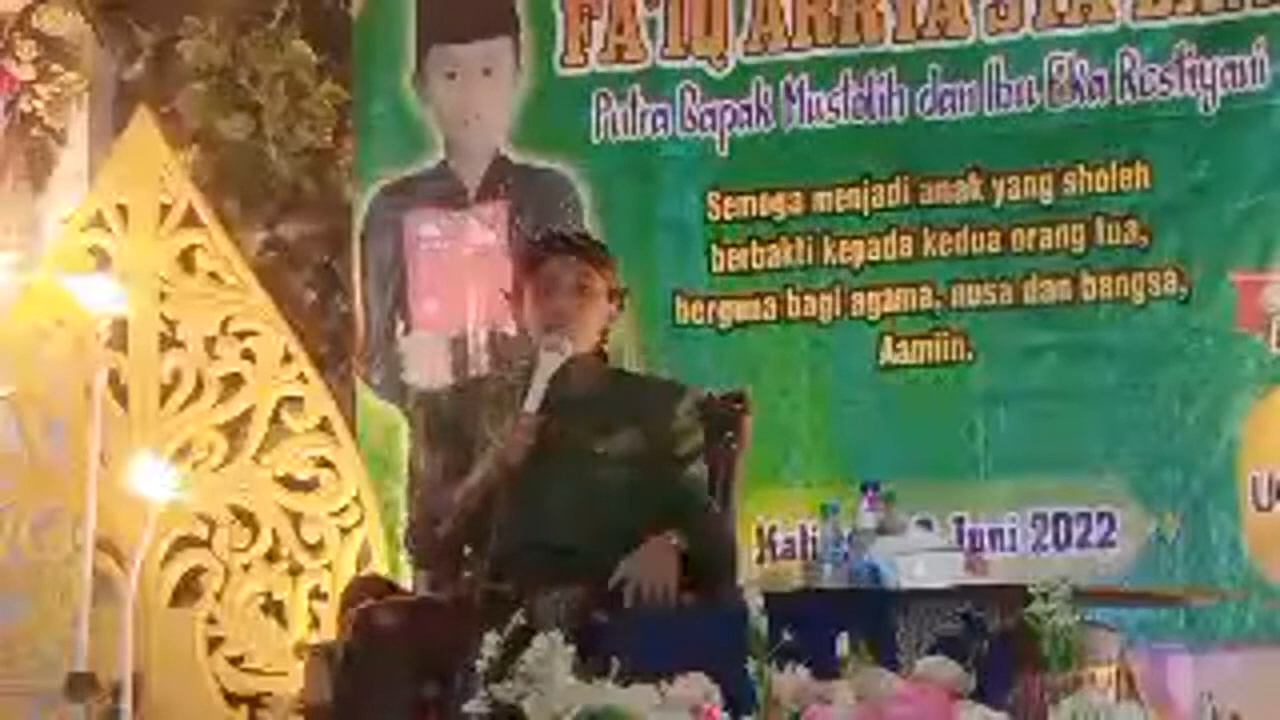 FA'IQ ARRYA
Putra Bapak Mustolih dan Ibu Eka Restiyani
Semoga menjadi anak yang sholeh
berbakti kepada kedua orang tua,
berguna bagi agama, nusa dan bangsa,
Aamiin.
Juni 2022